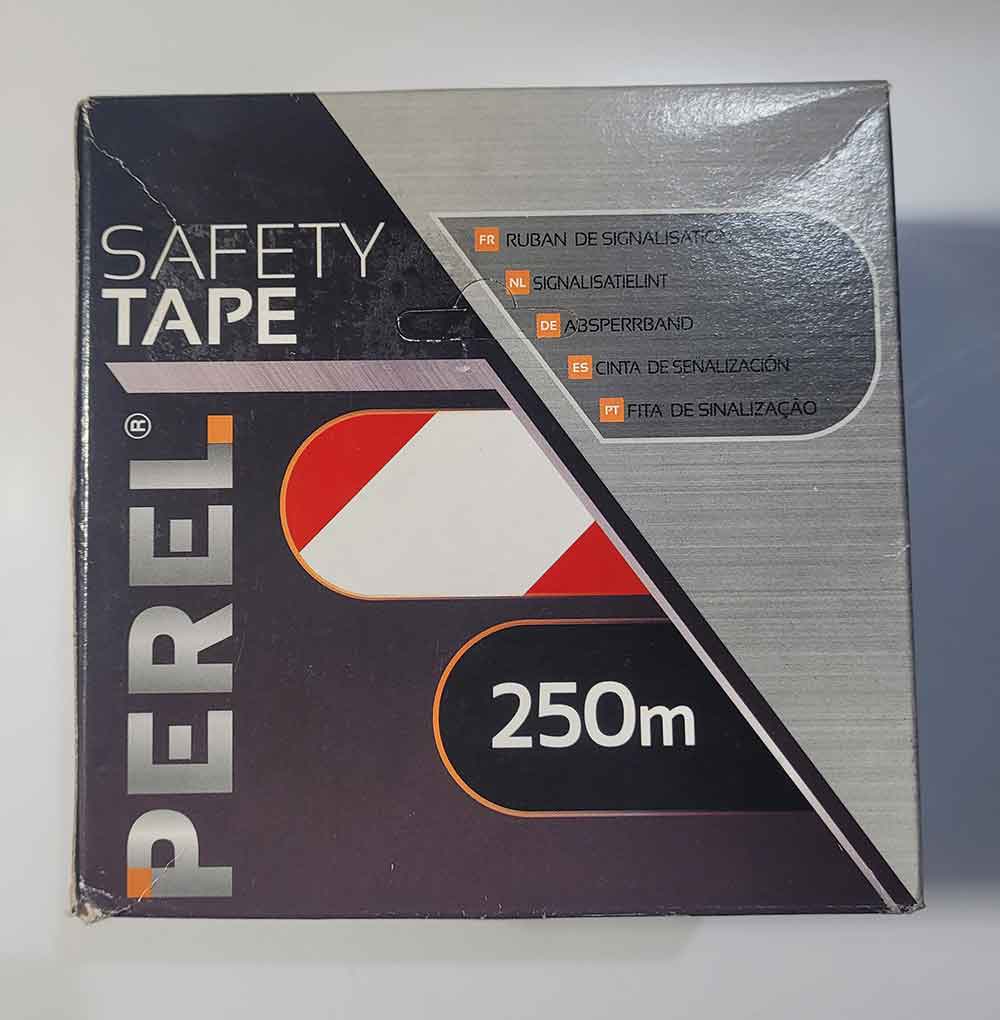 SAFETY
TAPE
PEREL®
FR RUBAN DE SIGNALISATION
NL SIGNALISATIELINT
DE ABSPERRBAND
ES CINTA DE SEÑALIZACIÓN
PT FITA DE SINALIZAÇÃO
250m